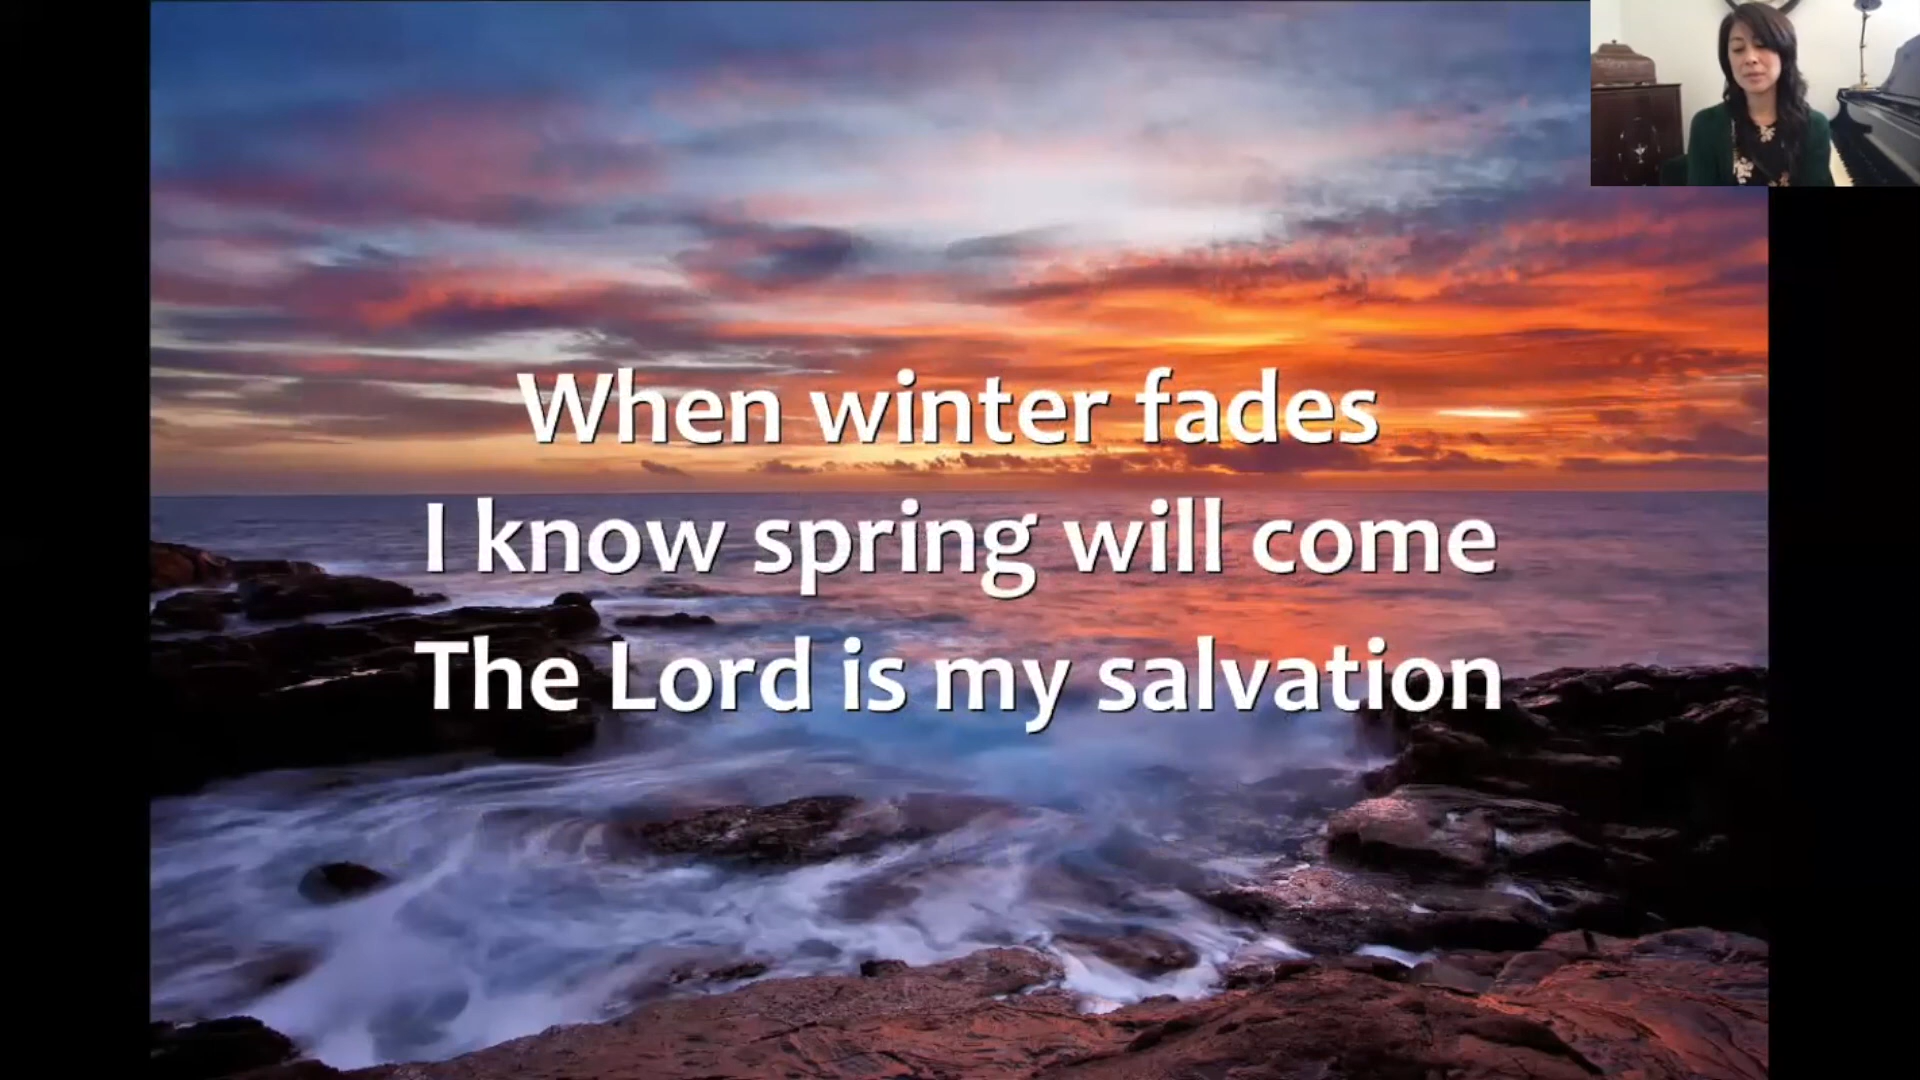 When winter fades
I know spring will come
The Lord is my salvation